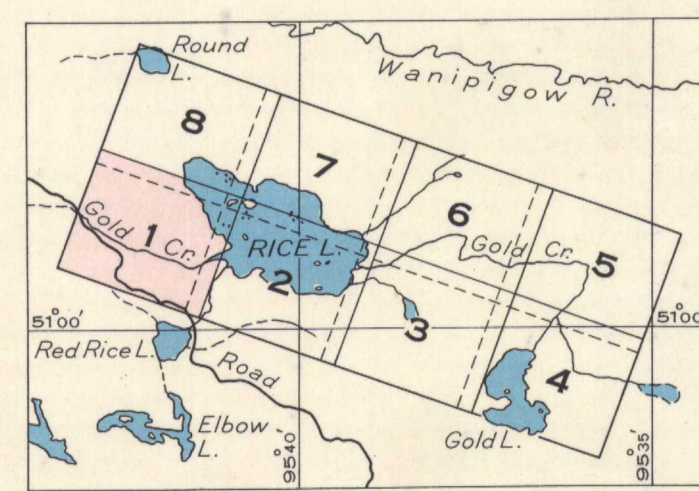 Round
L.
Wanipigow R.
8
7
6
5
Gold Cr.
1
RICE L.
2
Gold Cr.
3
4
51°00'
51°00
Red Rice L.
Road
Elbow
L.
Gold L.
95°40'
95°35'